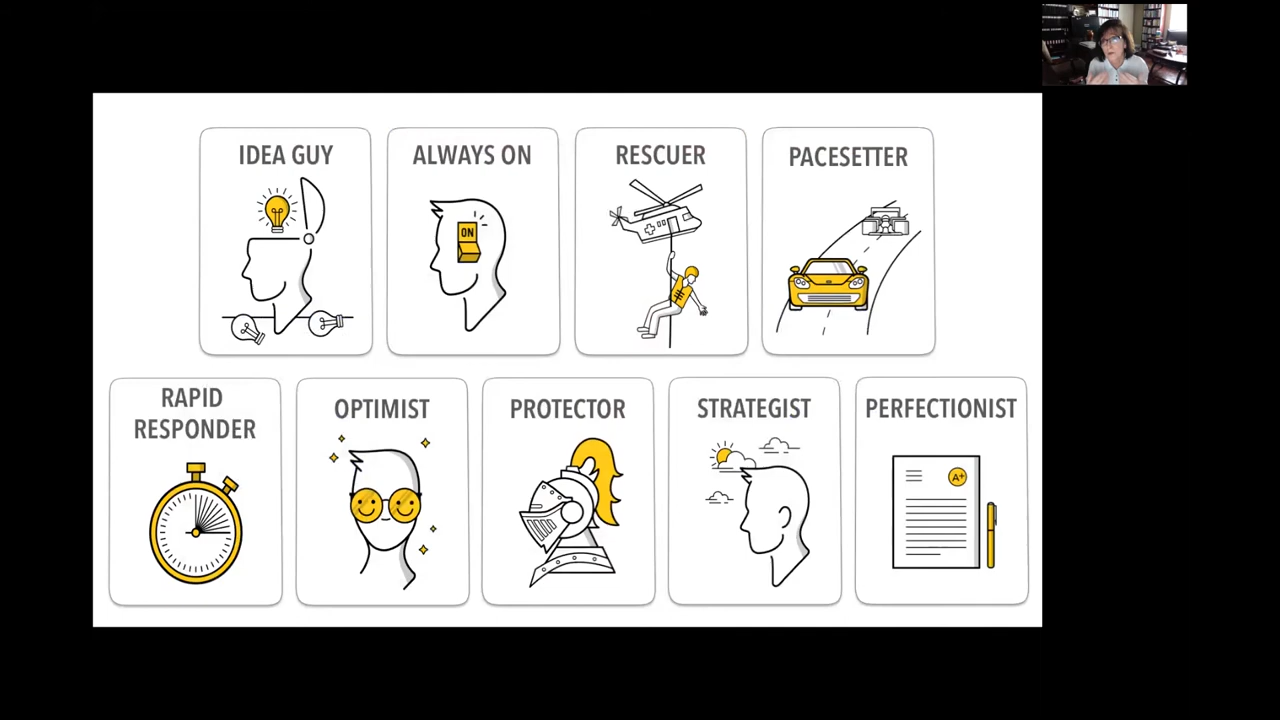 IDEA GUY
ALWAYS ON
RESCUER
PACESETTER
ON
RAPID
RESPONDER
OPTIMIST
PROTECTOR
STRATEGIST
PERFECTIONIST
A+